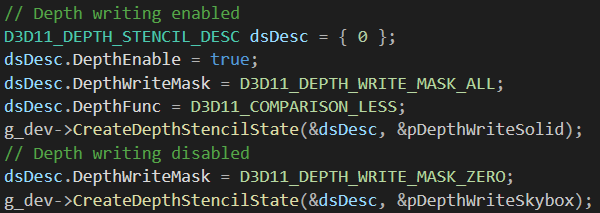 // Depth writing enabled
D3D11_DEPTH_STENCIL_DESC dsDesc = { 0 };
dsDesc.DepthEnable = true;
dsDesc.DepthWriteMask = D3D11_DEPTH_WRITE_MASK_ALL;
dsDesc.DepthFunc = D3D11_COMPARISON_LESS;
g_dev->CreateDepthStencilState(&dsDesc, &pDepthWriteSolid);
// Depth writing disabled
dsDesc.DepthWriteMask = D3D11_DEPTH_WRITE_MASK_ZERO;
g_dev->CreateDepthStencilState(&dsDesc, &pDepthWriteSkybox);